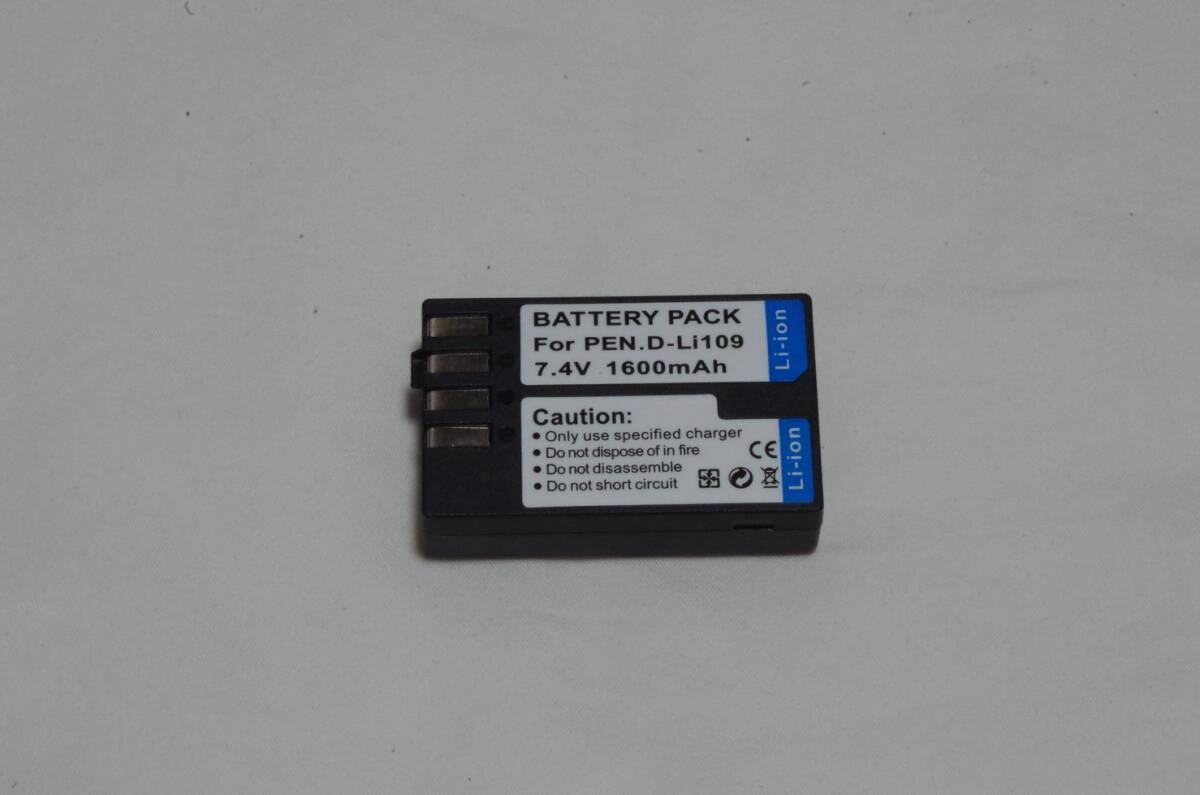 BATTERY PACK
For PEN.D-Li109
7.4V 1600mAh
Li-ion
Caution:
• Only use specified charger
• Do not dispose of in fire
• Do not disassemble
• Do not short circuit
CE
Li-ion